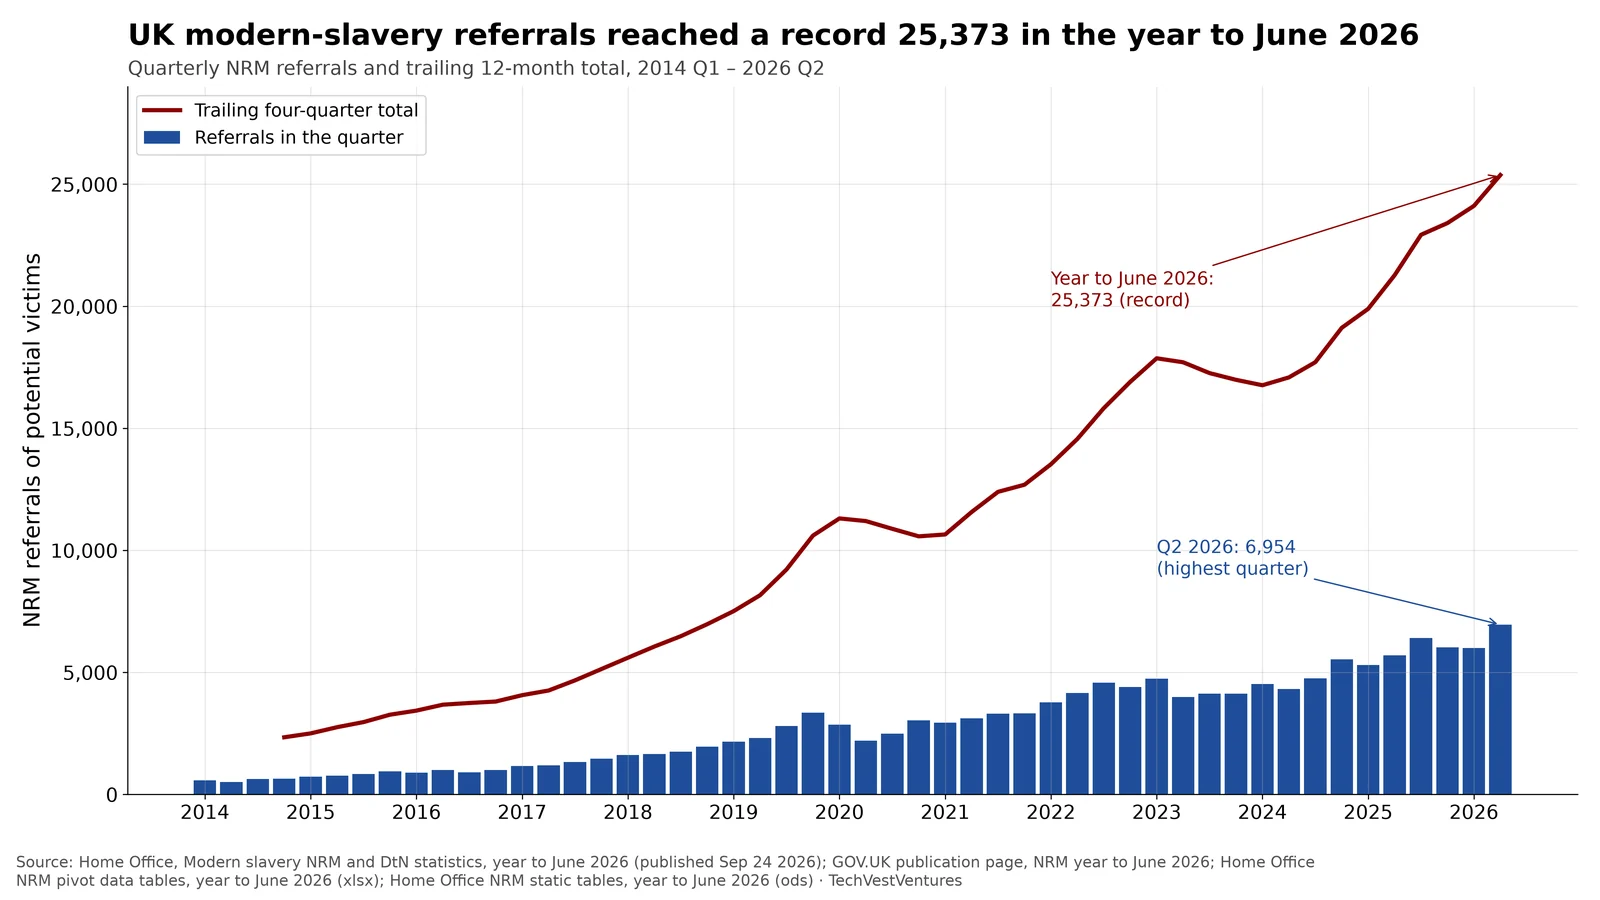 UK modern-slavery referrals reached a record 25,373 in the year to June 2026
Quarterly NRM referrals and trailing 12-month total, 2014 Q1 – 2026 Q2
Trailing four-quarter total
Referrals in the quarter
NRM referrals of potential victims
25,000
20,000
15,000
10,000
5,000
0
Year to June 2026:
25,373 (record)
Q2 2026: 6,954
(highest quarter)
2014 2015 2016 2017 2018 2019 2020 2021 2022 2023 2024 2025 2026
Source: Home Office, Modern slavery NRM and DtN statistics, year to June 2026 (published Sep 24 2026); GOV.UK publication page, NRM year to June 2026; Home Office
NRM pivot data tables, year to June 2026 (xlsx); Home Office NRM static tables, year to June 2026 (ods) · TechVestVentures